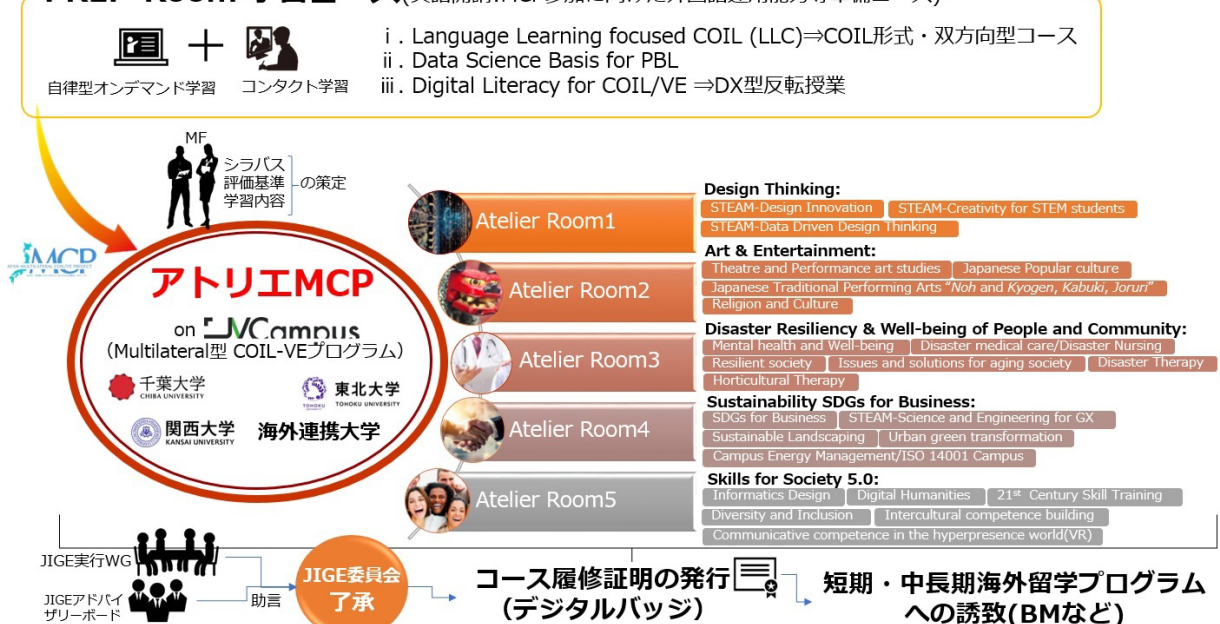 自律型オンデマンド学習
コンタクト学習
ⅰ. Language Learning focused COIL (LLC)⇒COIL形式・双方向型コース
ⅱ. Data Science Basis for PBL
ⅲ. Digital Literacy for COIL/VE ⇒DX型反転授業
MF
シラバス
評価基準
学習内容
の策定
MCP
アトリエMCP
on JVCampus
(Multilateral型 COIL-VEプログラム)
千葉大学
CHIBA UNIVERSITY
東北大学
TOHOKU UNIVERSITY
関西大学
KANSAI UNIVERSITY
海外連携大学
Atelier Room1
Design Thinking:
STEAM-Design Innovation
STEAM-Creativity for STEM students
STEAM-Data Driven Design Thinking
Atelier Room2
Art & Entertainment:
Theatre and Performance art studies
Japanese Popular culture
Japanese Traditional Performing Arts “Noh and Kyogen, Kabuki, Joruri”
Religion and Culture
Atelier Room3
Disaster Resiliency & Well-being of People and Community:
Mental health and Well-being
Disaster medical care/Disaster Nursing
Resilient society
Issues and solutions for aging society
Disaster Therapy
Horticultural Therapy
Atelier Room4
Sustainability SDGs for Business:
SDGs for Business
STEAM-Science and Engineering for GX
Sustainable Landscaping
Urban green transformation
Campus Energy Management/ISO 14001 Campus
Atelier Room5
Skills for Society 5.0:
Informatics Design
Digital Humanities
21st Century Skill Training
Diversity and Inclusion
Intercultural competence building
Communicative competence in the hyperpresence world(VR)
JIGE実行WG
JIGEアドバイ
ザリーボード
助言
JIGE委員会
了承
コース履修証明の発行
(デジタルバッジ)
短期・中長期海外留学プログラム
への誘致(BMなど)